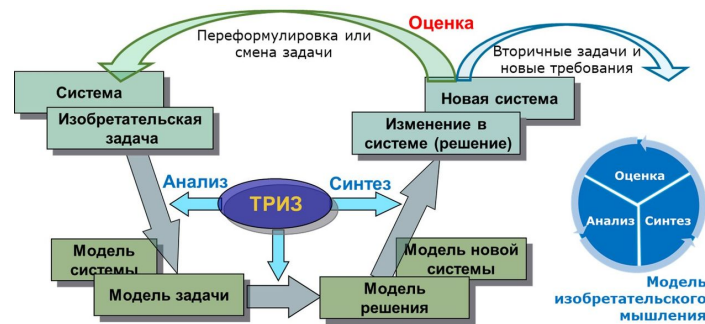 Оценка
Переформулировка или
смена задачи
Вторичные задачи и
новые требования
Система
Изобретательская
задача
Новая система
Изменение в
системе (решение)
Анализ
ТРИЗ
Синтез
Модель
системы
Модель задачи
Модель новой
системы
Модель
решения
Оценка
Анализ
Синтез
Модель
изобретательского
мышления